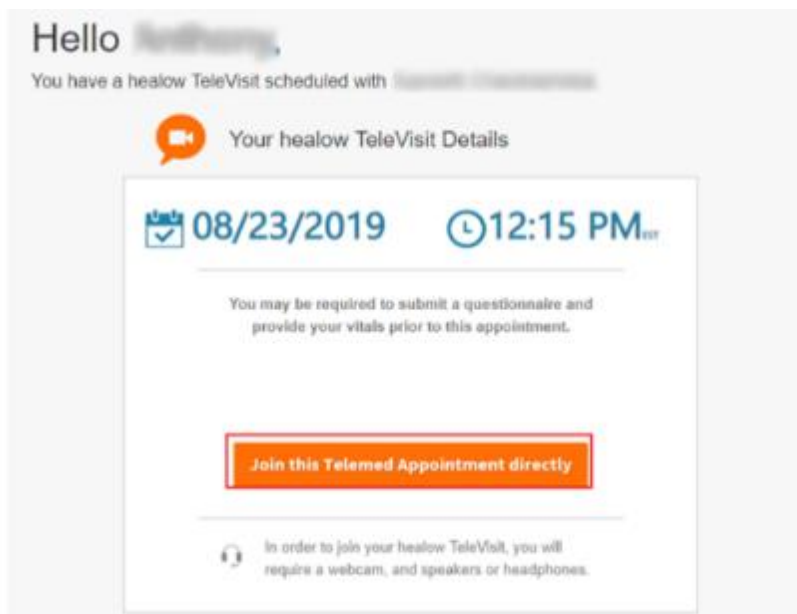 Hello
You have a healow TeleVisit scheduled with
Your healow TeleVisit Details
08/23/2019 12:15 PM EST
You may be required to submit a questionnaire and
provide your vitals prior to this appointment.
Join this Telemed Appointment directly
In order to join your healow TeleVisit, you will
require a webcam, and speakers or headphones.